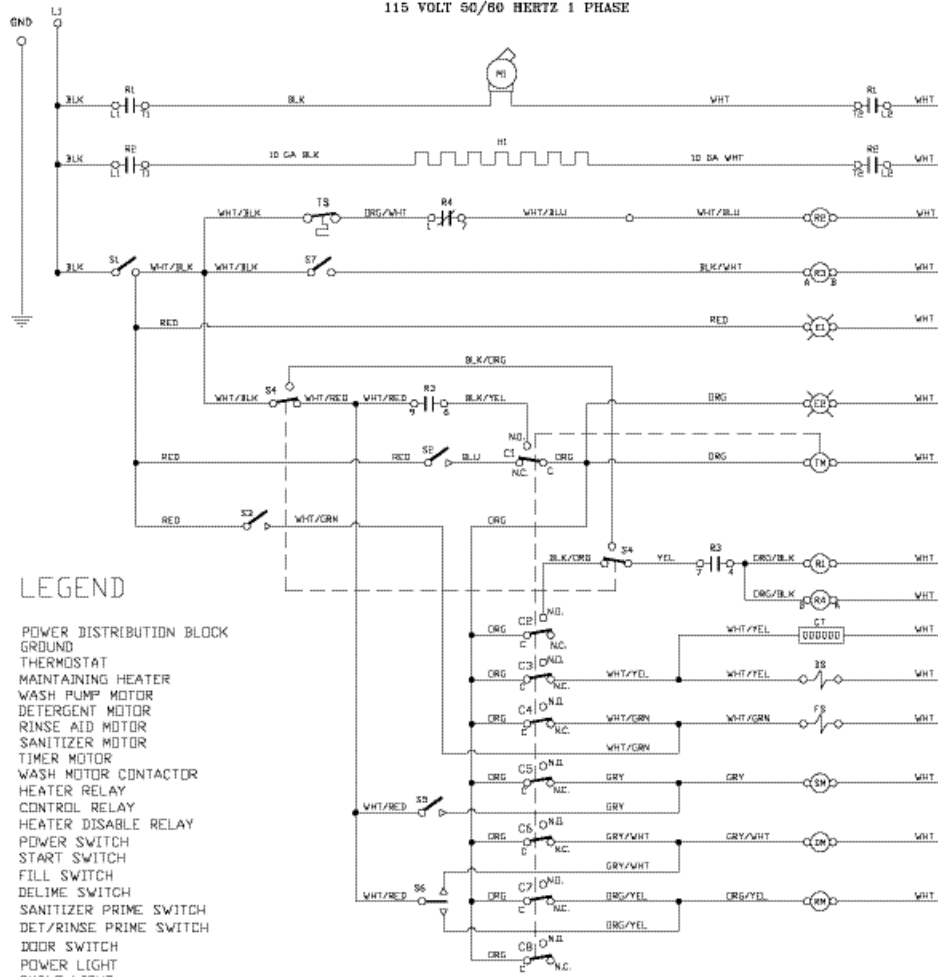 115 VOLT 50/60 HERTZ 1 PHASE
GND
L1
M1
BLK R1 L1 T1 BLK WHT R1 T2 L2 WHT
BLK R2 L1 T1 10 GA BLK H1 10 GA WHT R2 T2 L2 WHT
WHT/BLK TS ORG/WHT R4 1 7 WHT/BLU WHT/BLU R2 WHT
BLK S1 WHT/BLK WHT/BLK S7 BLK/WHT A R3 B WHT
RED RED E1 WHT
BLK/ORG
WHT/BLK S4 WHT/RED WHT/RED 9 R3 6 BLK/YEL ORG E2 WHT
RED RED S2 BLU N.O. C1 N.C. C ORG ORG TM WHT
RED S3 WHT/GRN ORG
BLK/ORG S4 YEL 7 R3 4 ORG/BLK R1 WHT
ORG/BLK B R4 A WHT
ORG C2 N.O. C N.C. WHT/YEL CT 000000 WHT
ORG C3 N.O. C N.C. WHT/YEL WHT/YEL DS WHT
ORG C4 N.O. C N.C. WHT/GRN WHT/GRN FS WHT
WHT/GRN
ORG C5 N.O. C N.C. GRY GRY SM WHT
WHT/RED S5 GRY
ORG C6 N.O. C N.C. GRY/WHT GRY/WHT DM WHT
GRY/WHT
WHT/RED S6 ORG C7 N.O. C N.C. ORG/YEL ORG/YEL RM WHT
ORG/YEL
ORG C8 N.O. C N.C.
LEGEND
POWER DISTRIBUTION BLOCK
GROUND
THERMOSTAT
MAINTAINING HEATER
WASH PUMP MOTOR
DETERGENT MOTOR
RINSE AID MOTOR
SANITIZER MOTOR
TIMER MOTOR
WASH MOTOR CONTACTOR
HEATER RELAY
CONTROL RELAY
HEATER DISABLE RELAY
POWER SWITCH
START SWITCH
FILL SWITCH
DELIME SWITCH
SANITIZER PRIME SWITCH
DET/RINSE PRIME SWITCH
DOOR SWITCH
POWER LIGHT